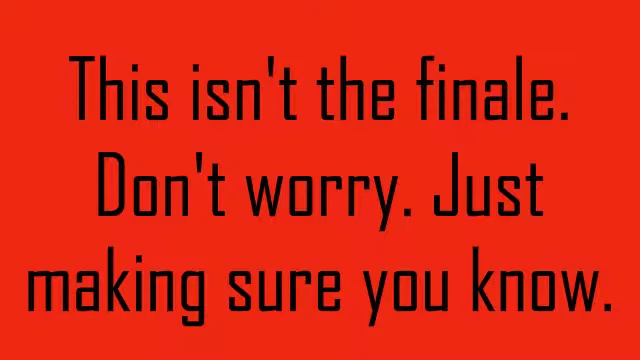 This isn't the finale.
Don't worry. Just
making sure you know.